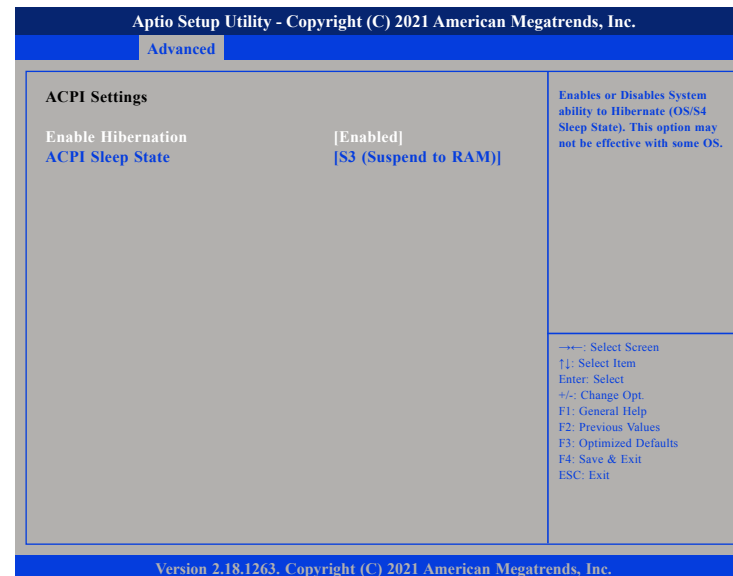 Aptio Setup Utility - Copyright (C) 2021 American Megatrends, Inc.
Advanced
ACPI Settings
Enable Hibernation [Enabled]
ACPI Sleep State [S3 (Suspend to RAM)]
Enables or Disables System
ability to Hibernate (OS/S4
Sleep State). This option may
not be effective with some OS.
→←: Select Screen
↑↓: Select Item
Enter: Select
+/-: Change Opt.
F1: General Help
F2: Previous Values
F3: Optimized Defaults
F4: Save & Exit
ESC: Exit
Version 2.18.1263. Copyright (C) 2021 American Megatrends, Inc.